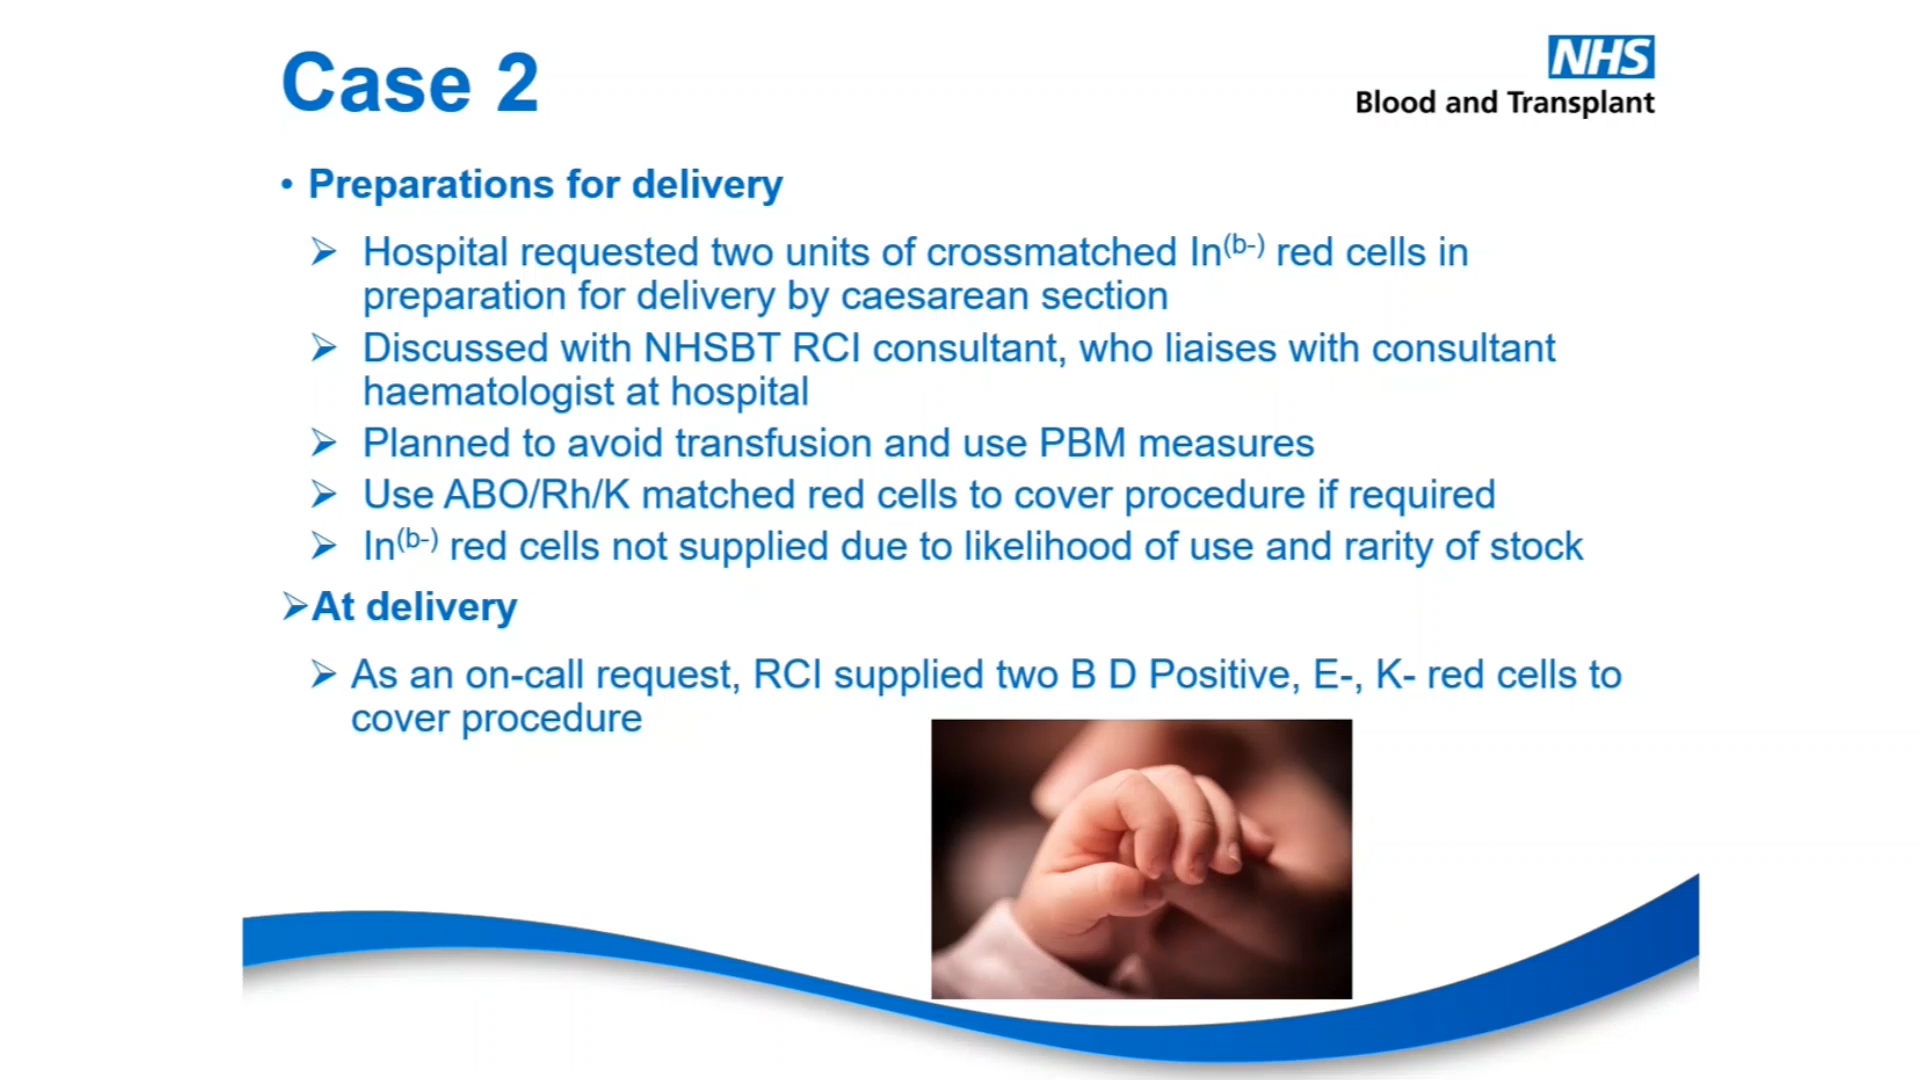 Case 2
NHS
Blood and Transplant
• Preparations for delivery
➢ Hospital requested two units of crossmatched In(b-) red cells in
preparation for delivery by caesarean section
➢ Discussed with NHSBT RCI consultant, who liaises with consultant
haematologist at hospital
➢ Planned to avoid transfusion and use PBM measures
➢ Use ABO/Rh/K matched red cells to cover procedure if required
➢ In(b-) red cells not supplied due to likelihood of use and rarity of stock
➢At delivery
➢ As an on-call request, RCI supplied two B D Positive, E-, K- red cells to
cover procedure